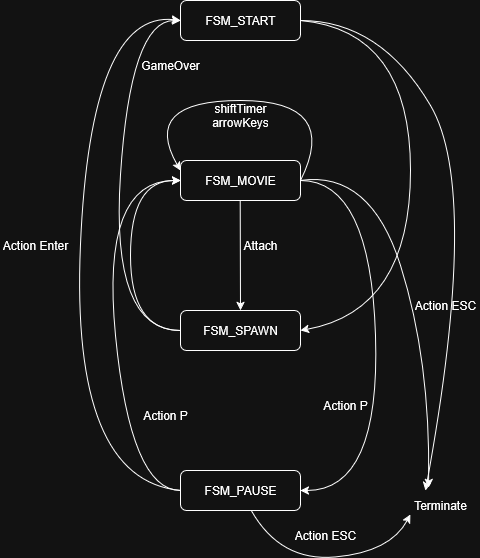 FSM_START
GameOver
shiftTimer
arrowKeys
FSM_MOVIE
Action Enter
Attach
Action ESC
FSM_SPAWN
Action P
Action P
FSM_PAUSE
Terminate
Action ESC